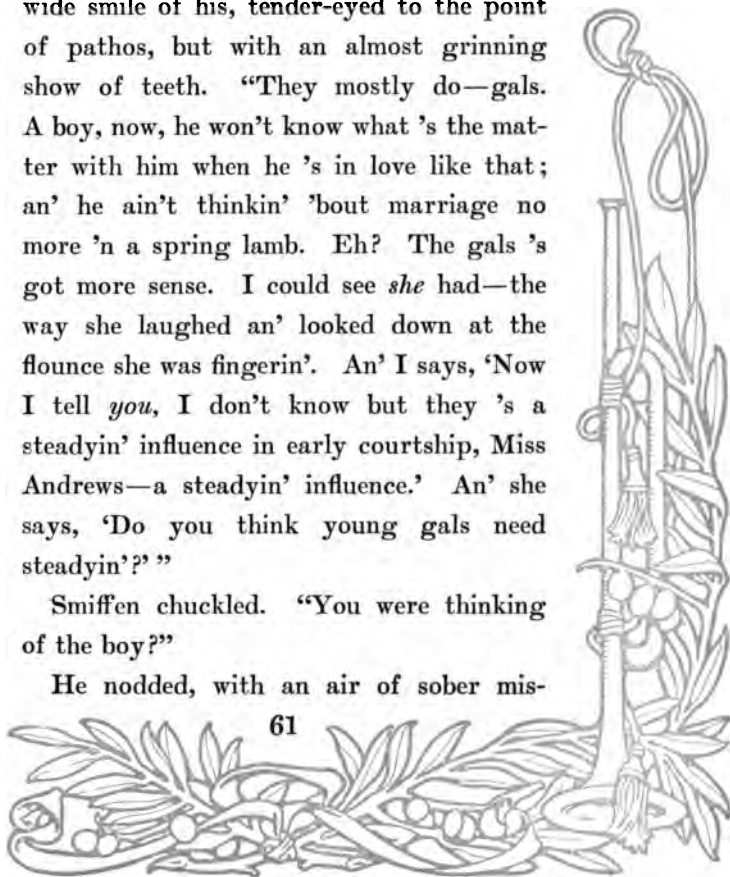 wide smile of his, tender-eyed to the point
of pathos, but with an almost grinning
show of teeth. “They mostly do—gals.
A boy, now, he won't know what 's the mat-
ter with him when he 's in love like that;
an' he ain't thinkin' 'bout marriage no
more 'n a spring lamb. Eh? The gals 's
got more sense. I could see she had—the
way she laughed an' looked down at the
flounce she was fingerin'. An' I says, ‘Now
I tell you, I don't know but they 's a
steadyin' influence in early courtship, Miss
Andrews—a steadyin' influence.’ An' she
says, ‘Do you think young gals need
steadyin'?’ ”
Smiffen chuckled. “You were thinking
of the boy?”
He nodded, with an air of sober mis-
61